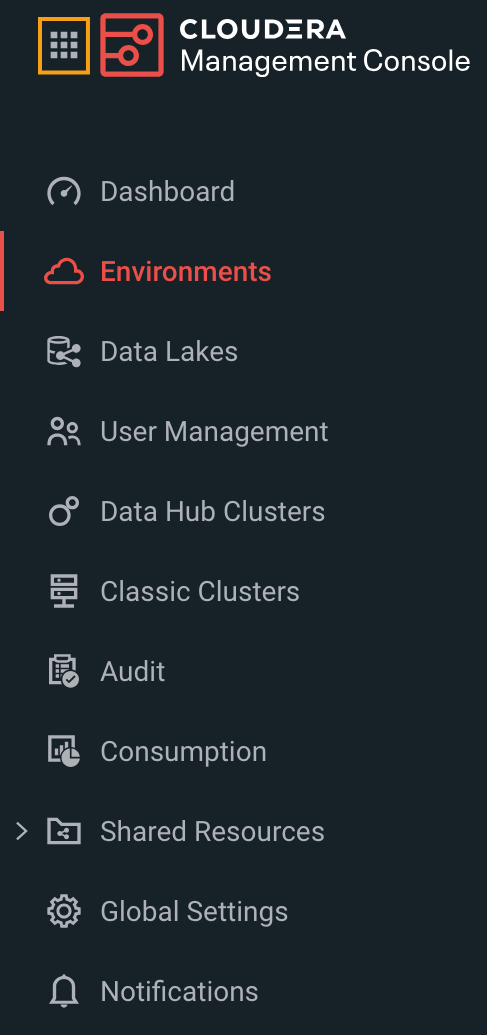 CLOUDERA
Management Console
Dashboard
Environments
Data Lakes
User Management
Data Hub Clusters
Classic Clusters
Audit
Consumption
Shared Resources
Global Settings
Notifications